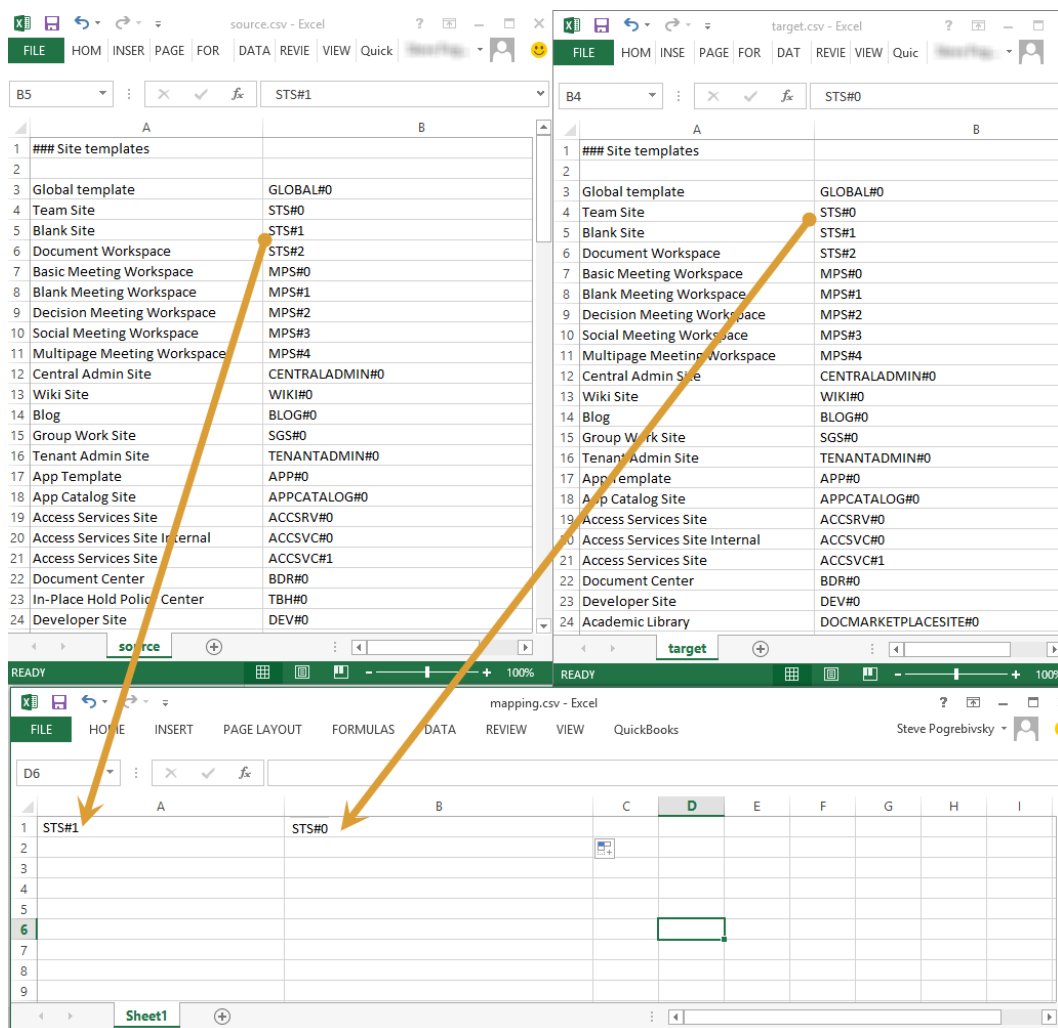 source.csv - Excel
FILE HOM INSER PAGE FOR DATA REVIE VIEW Quick
B5 fx STS#1
A B
1 ### Site templates
2
3 Global template GLOBAL#0
4 Team Site STS#0
5 Blank Site STS#1
6 Document Workspace STS#2
7 Basic Meeting Workspace MPS#0
8 Blank Meeting Workspace MPS#1
9 Decision Meeting Workspace MPS#2
10 Social Meeting Workspace MPS#3
11 Multipage Meeting Workspace MPS#4
12 Central Admin Site CENTRALADMIN#0
13 Wiki Site WIKI#0
14 Blog BLOG#0
15 Group Work Site SGS#0
16 Tenant Admin Site TENANTADMIN#0
17 App Template APP#0
18 App Catalog Site APPCATALOG#0
19 Access Services Site ACCSRV#0
20 Access Services Site Internal ACCSVC#0
21 Access Services Site ACCSVC#1
22 Document Center BDR#0
23 In-Place Hold Policy Center TBH#0
24 Developer Site DEV#0
source
READY 100%
target.csv - Excel
FILE HOM INSE PAGE FOR DAT REVIE VIEW Quic
B4 fx STS#0
A B
1 ### Site templates
2
3 Global template GLOBAL#0
4 Team Site STS#0
5 Blank Site STS#1
6 Document Workspace STS#2
7 Basic Meeting Workspace MPS#0
8 Blank Meeting Workspace MPS#1
9 Decision Meeting Workspace MPS#2
10 Social Meeting Workspace MPS#3
11 Multipage Meeting Workspace MPS#4
12 Central Admin Site CENTRALADMIN#0
13 Wiki Site WIKI#0
14 Blog BLOG#0
15 Group Work Site SGS#0
16 Tenant Admin Site TENANTADMIN#0
17 App Template APP#0
18 App Catalog Site APPCATALOG#0
19 Access Services Site ACCSRV#0
20 Access Services Site Internal ACCSVC#0
21 Access Services Site ACCSVC#1
22 Document Center BDR#0
23 Developer Site DEV#0
24 Academic Library DOCMARKETPLACESITE#0
target
READY 100%
mapping.csv - Excel
FILE HOME INSERT PAGE LAYOUT FORMULAS DATA REVIEW VIEW QuickBooks Steve Pogrebivsky
D6 fx
A B C D E F G H I
1 STS#1 STS#0
2
3
4
5
6
7
8
9
Sheet1